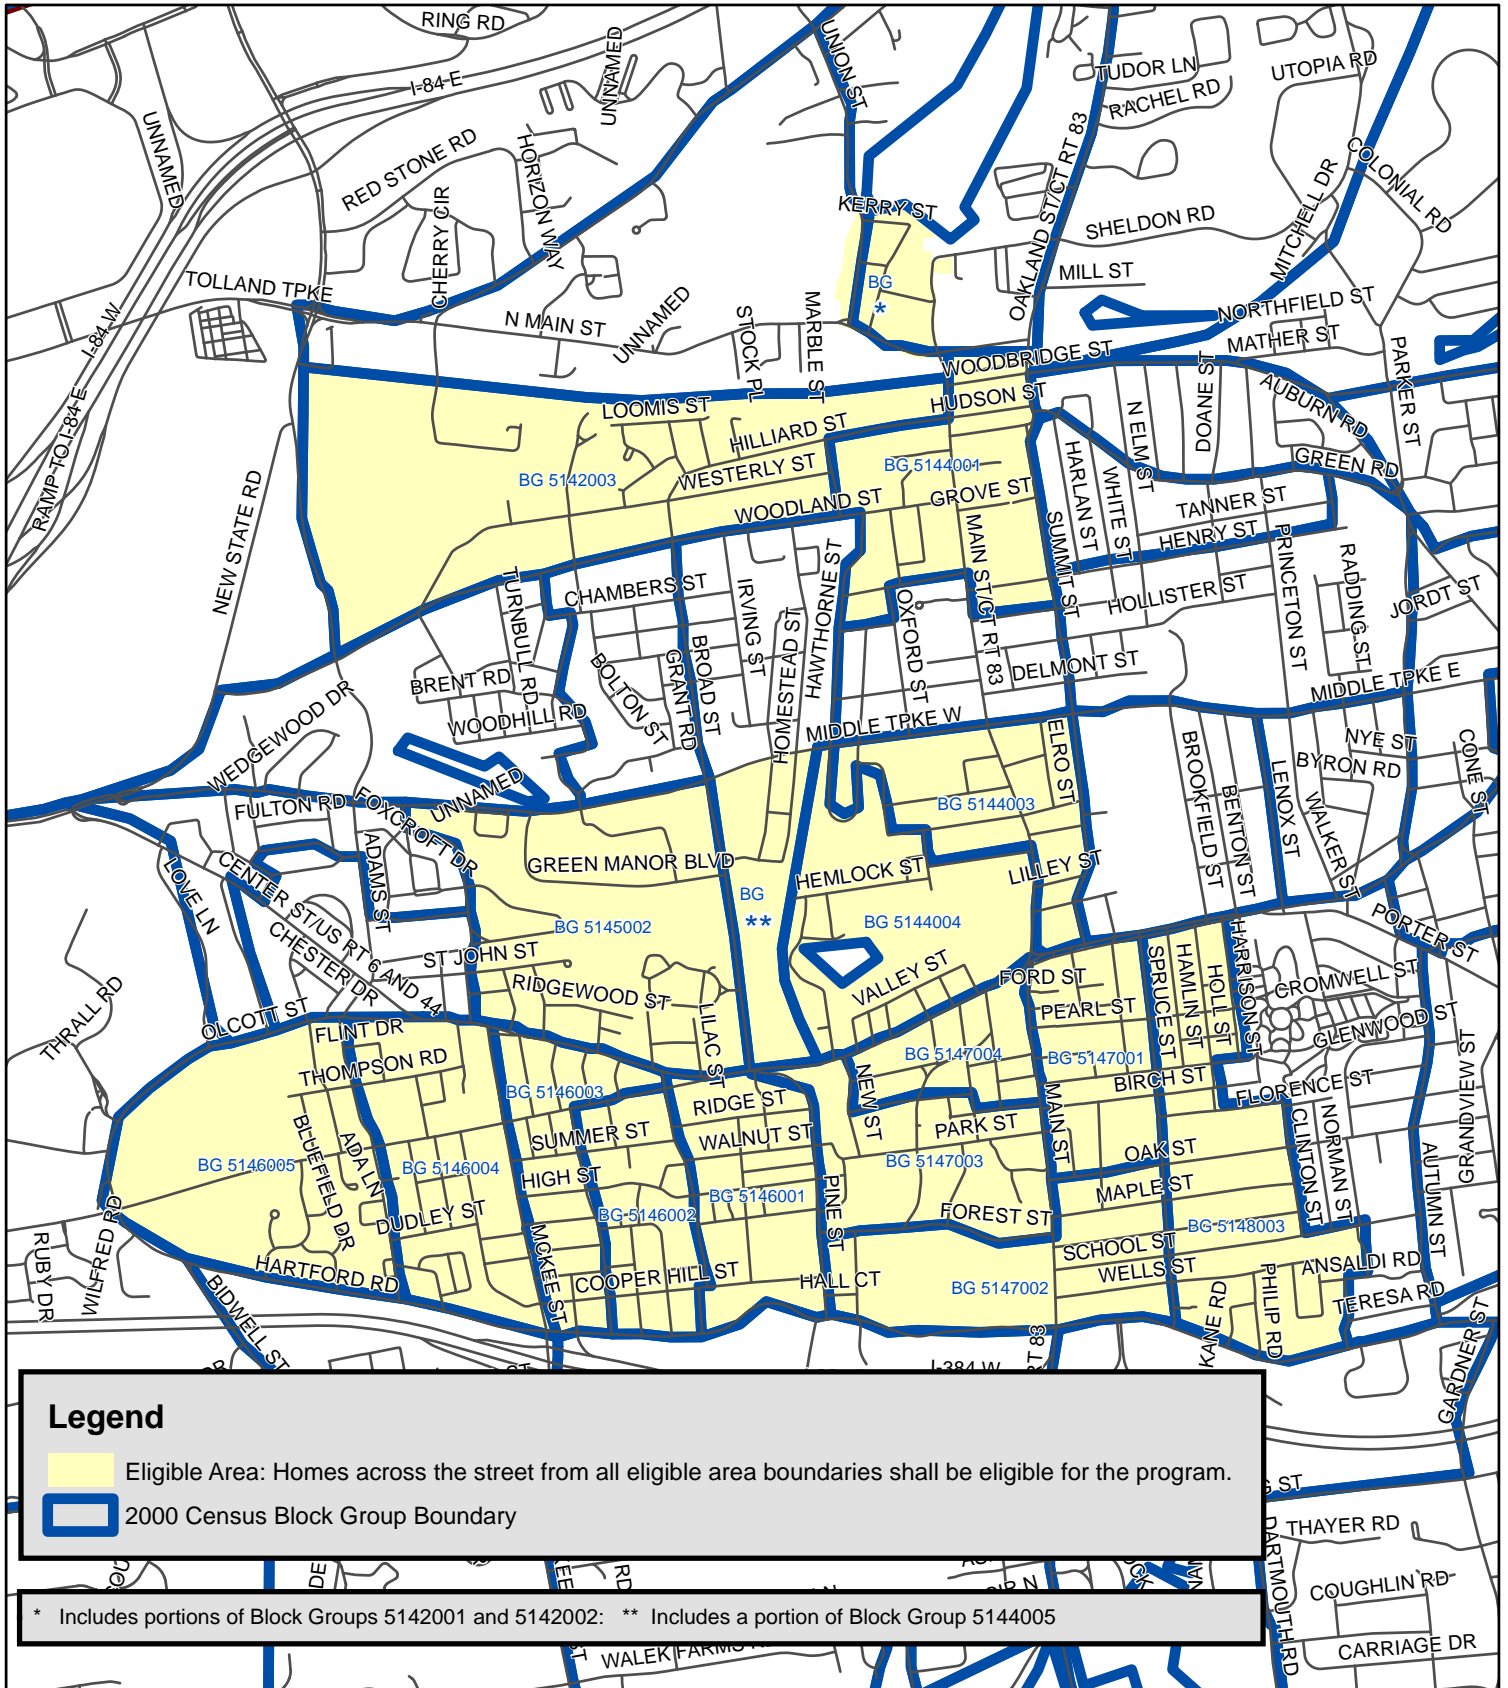 RING RD
I-84 E
UNNAMED
UNION ST
TUDOR LN
UTOPIA RD
RACHEL RD
UNNAMED
RED STONE RD
HORIZON WAY
CHERRY CIR
KERRY ST
OAKLAND ST/CT RT 83
SHELDON RD
MITCHELL DR
COLONIAL RD
MILL ST
TOLLAND TPKE
I-84 W
N MAIN ST
UNNAMED
STOCK PL
MARBLE ST
BG
*
NORTHFIELD ST
MATHER ST
WOODBRIDGE ST
PARKER ST
RAMP TO I-84 E
LOOMIS ST
HUDSON ST
HILLIARD ST
N ELM ST
DOANE ST
AUBURN RD
GREEN RD
NEW STATE RD
BG 5142003
WESTERLY ST
BG 5144001
WOODLAND ST
GROVE ST
HARLAN ST
WHITE ST
TANNER ST
HENRY ST
MAIN ST/CT RT 83
SUMMIT ST
PRINCETON ST
RADDING ST
JORDT ST
HOLLISTER ST
TURNBULL RD
CHAMBERS ST
IRVING ST
HOMESTEAD ST
HAWTHORNE ST
OXFORD ST
BROAD ST
GRANT RD
BOLTON ST
BRENT RD
WOODHILL RD
DELMONT ST
MIDDLE TPKE E
MIDDLE TPKE W
WEDGEWOOD DR
UNNAMED
FULTON RD
FOXCROFT DR
ELRO ST
BROOKFIELD ST
BENTON ST
LENOX ST
NYE ST
BYRON RD
WALKER ST
CONE ST
BG 5144003
ADAMS ST
GREEN MANOR BLVD
HEMLOCK ST
LILLEY ST
LOVE LN
CENTER ST/US RT 6 AND 44
CHESTER DR
BG
**
BG 5145002
BG 5144004
PORTER ST
ST JOHN ST
RIDGEWOOD ST
VALLEY ST
FORD ST
PEARL ST
SPRUCE ST
HAMLIN ST
HOLL ST
HARRISON ST
CROMWELL ST
GLENWOOD ST
THRALL RD
OLCOTT ST
FLINT DR
THOMPSON RD
LILAC ST
BG 5147004
BG 5147001
BIRCH ST
FLORENCE ST
GRANDVIEW ST
BG 5146003
RIDGE ST
NEW ST
MAIN ST
CLINTON ST
NORMAN ST
AUTUMN ST
SUMMER ST
WALNUT ST
PARK ST
OAK ST
BLUEFIELD DR
ADA LN
BG 5146005
BG 5146004
HIGH ST
BG 5146001
BG 5147003
MAPLE ST
PINE ST
DUDLEY ST
BG 5146002
FOREST ST
BG 5148003
RUBY DR
WILFRED RD
HARTFORD RD
BIDWELL ST
MCKEE ST
COOPER HILL ST
HALL CT
BG 5147002
SCHOOL ST
WELLS ST
KANE RD
PHILIP RD
ANSALDI RD
TERESA RD
GARDNER ST
RT 83
I-384 W
Legend
Eligible Area: Homes across the street from all eligible area boundaries shall be eligible for the program.
2000 Census Block Group Boundary
THAYER RD
DARTMOUTH RD
COUGHLIN RD
CARRIAGE DR
* Includes portions of Block Groups 5142001 and 5142002: ** Includes a portion of Block Group 5144005
WALEK FARMS